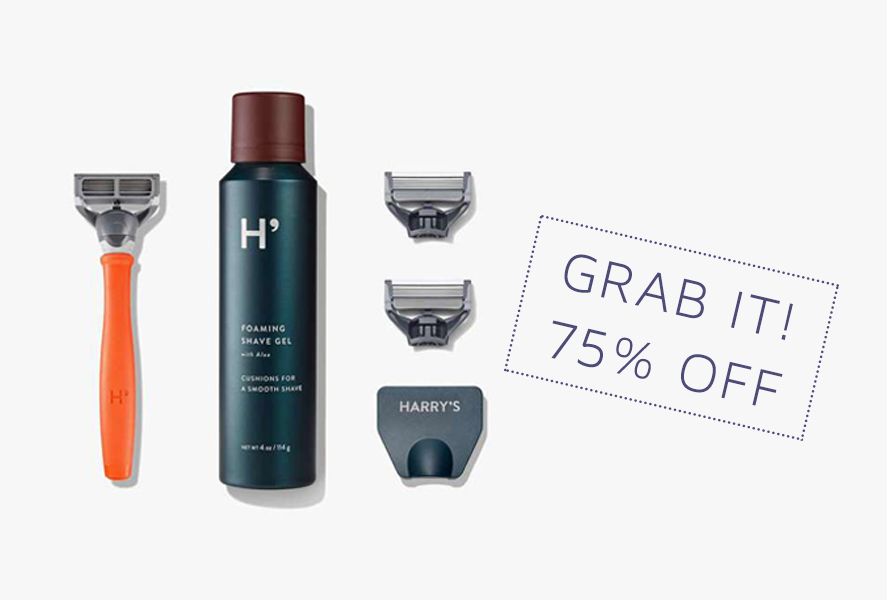 H'
H'
FOAMING
SHAVE GEL
with Aloe
CUSHIONS FOR
A SMOOTH SHAVE
NET WT 4 oz / 114 g
HARRY'S
GRAB IT!
75% OFF